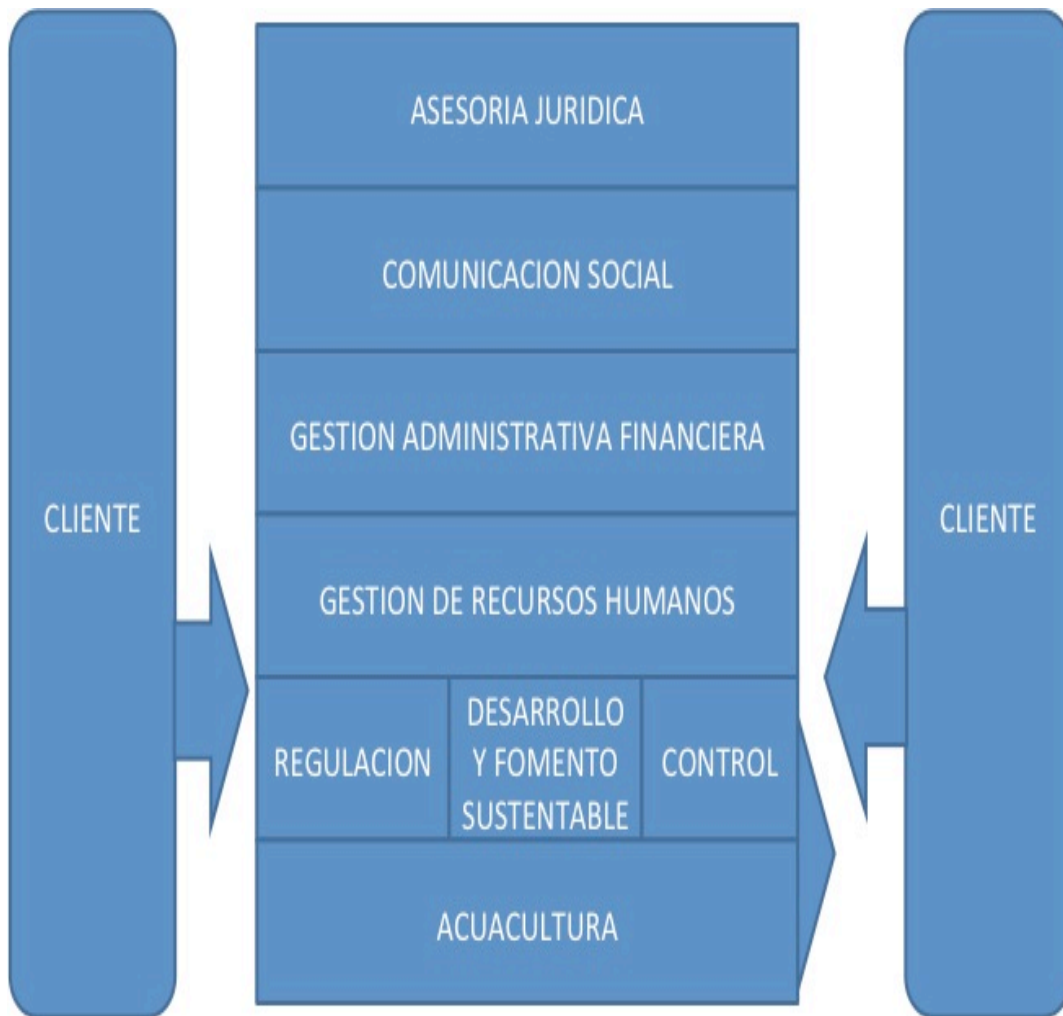 ASESORIA JURIDICA
COMUNICACION SOCIAL
GESTION ADMINISTRATIVA FINANCIERA
CLIENTE
CLIENTE
GESTION DE RECURSOS HUMANOS
REGULACION
DESARROLLO
Y FOMENTO
SUSTENTABLE
CONTROL
ACUACULTURA